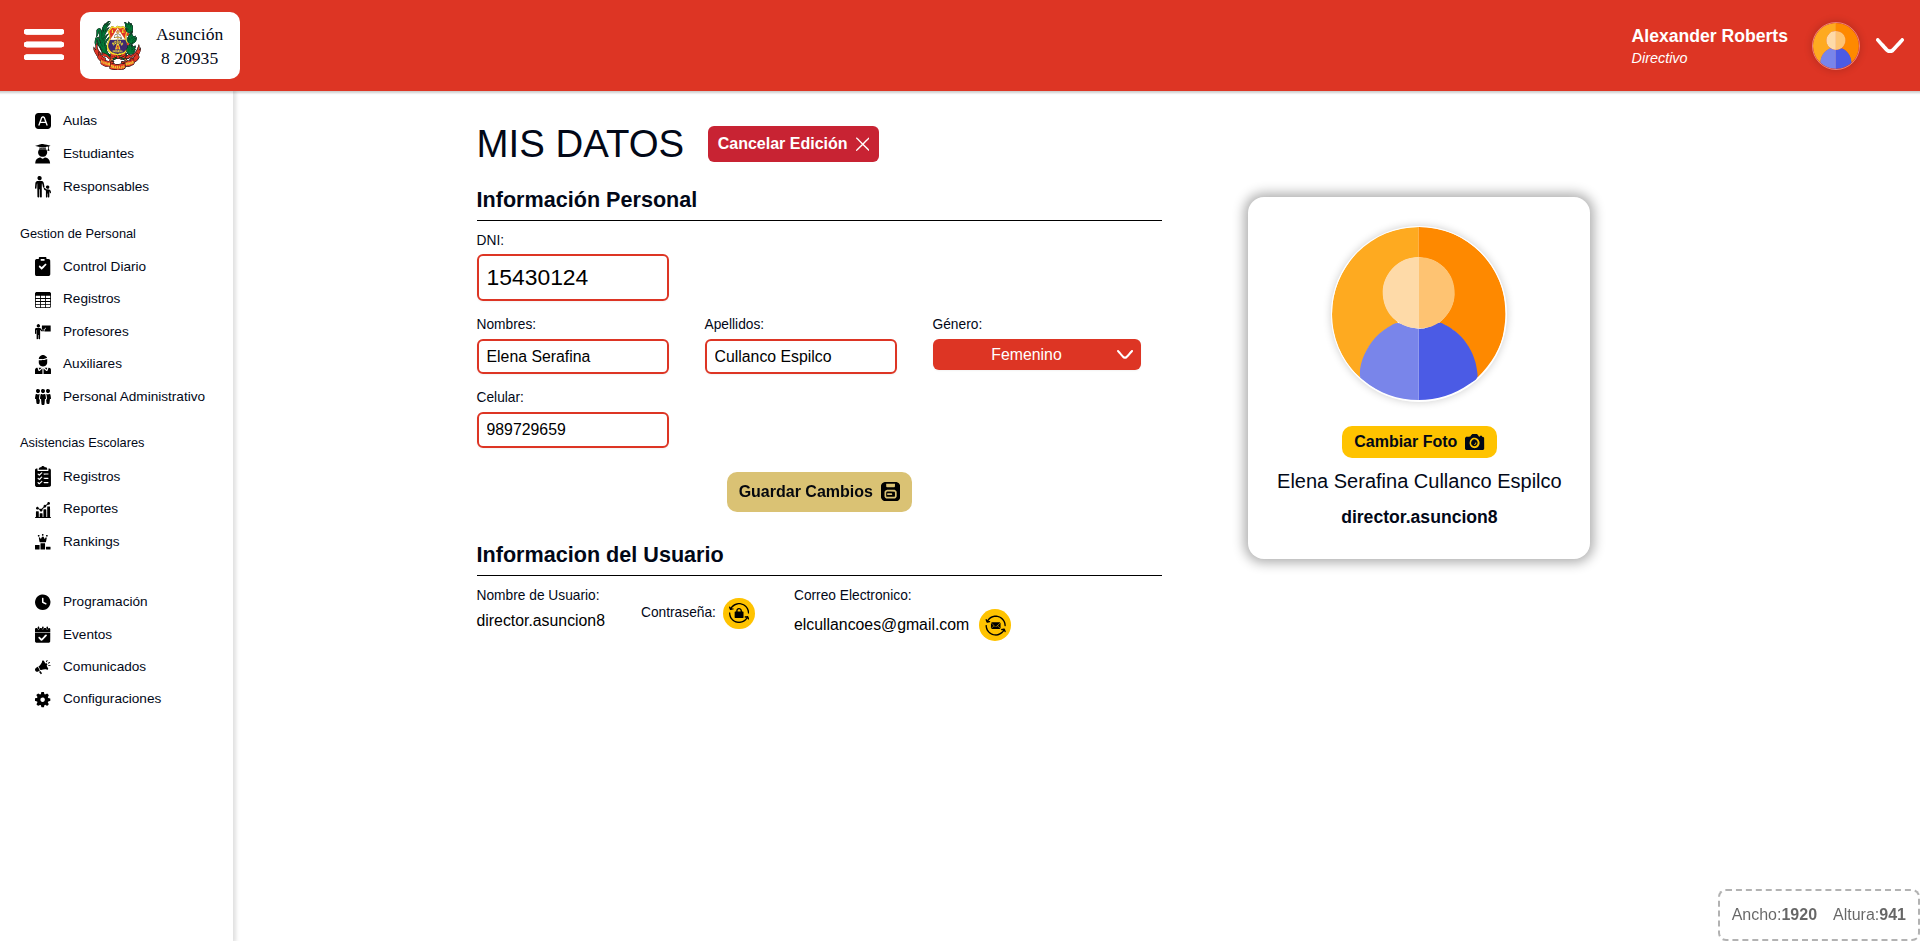 Asunción
8 20935
Alexander Roberts
Directivo
Aulas
Estudiantes
Responsables
Gestion de Personal
Control Diario
Registros
Profesores
Auxiliares
Personal Administrativo
Asistencias Escolares
Registros
Reportes
Rankings
Programación
Eventos
Comunicados
Configuraciones
MIS DATOS
Cancelar Edición
Información Personal
DNI:
15430124
Nombres:
Apellidos:
Género:
Elena Serafina
Cullanco Espilco
Femenino
Celular:
989729659
Guardar Cambios
Informacion del Usuario
Nombre de Usuario:
director.asuncion8
Contraseña:
Correo Electronico:
elcullancoes@gmail.com
Cambiar Foto
Elena Serafina Cullanco Espilco
director.asuncion8
Ancho:1920 Altura:941